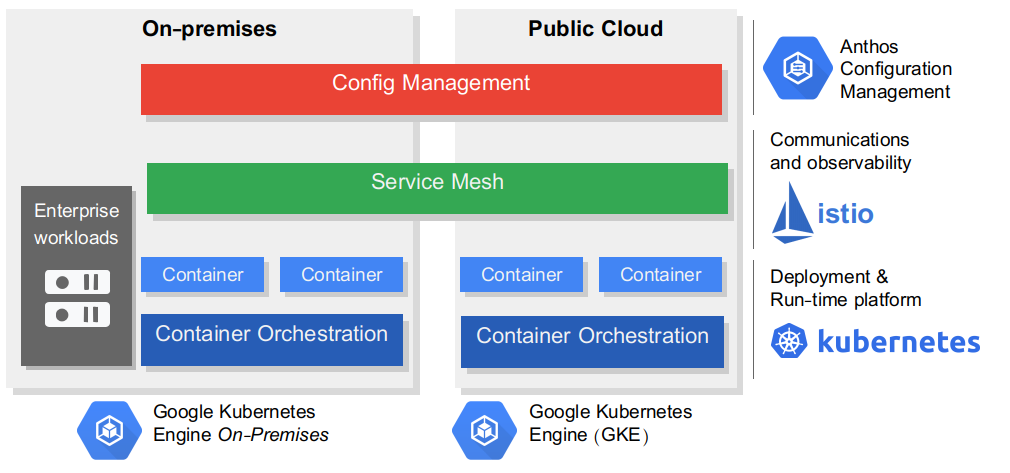 On-premises
Public Cloud
Config Management
Service Mesh
Enterprise
workloads
Container
Container
Container
Container
Container Orchestration
Container Orchestration
Google Kubernetes
Engine On-Premises
Google Kubernetes
Engine (GKE)
Anthos
Configuration
Management
Communications
and observability
istio
Deployment &
Run-time platform
kubernetes